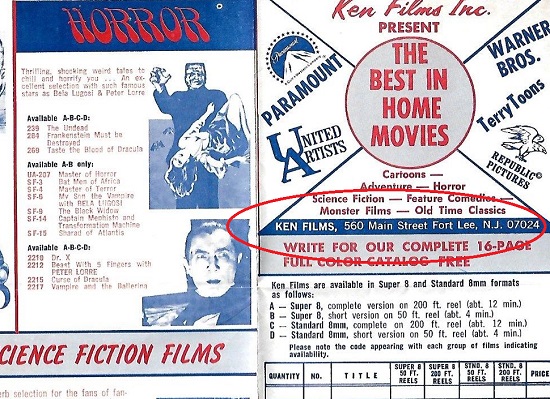 HORROR
Thrilling, shocking weird tales to
chill and horrify you ... An ex-
cellent selection with such famous
stars as Bela Lugosi & Peter Lorre
Available A-B-C-D:
239 The Undead
264 Frankenstein Must be
Destroyed
269 Taste the Blood of Dracula
Available A-B only:
UA-207 Master of Horror
SF-3 Bat Men of Africa
SF-4 Master of Terror
SF-6 My Son the Vampire
with BELA LUGOSI
SF-9 The Black Widow
SF-14 Captain Mephisto and
Transformation Machine
SF-15 Sharad of Atlantis
2210 Dr. X
2212 Beast With 5 Fingers with
PETER LORRE
2215 Curse of Dracula
2217 Vampire and the Ballerina
CIENCE FICTION FILMS
erb selection for the fans of fan-
Ken Films Inc.
PRESENT
THE
BEST IN
HOME
MOVIES
Paramount
PARAMOUNT
WARNER
BROS.
TerryToons
UNITED
ARTISTS
REPUBLIC
PICTURES
Cartoons —
Adventure — Horror
Science Fiction — Feature Comedies —
Monster Films — Old Time Classics
KEN FILMS, 560 Main Street Fort Lee, N.J. 07024
WRITE FOR OUR COMPLETE 16-PAGE
FULL COLOR CATALOG FREE
Ken Films are available in Super 8 and Standard 8mm formats
as follows:
A — Super 8, complete version on 200 ft. reel (abt. 12 min.)
B — Super 8, short version on 50 ft. reel (abt. 4 min.)
C — Standard 8mm, complete on 200 ft. reel (abt. 12 min.)
D — Standard 8mm, short version on 50 ft. reel (abt. 4 min.)
Please note the code appearing with each group of films indicating
availability.
QUANTITY NO. TITLE SUPER 8 50 FT. REELS SUPER 8 200 FT. REELS STND. 8 50 FT. REELS STND. 8 200 FT. REELS PRICE